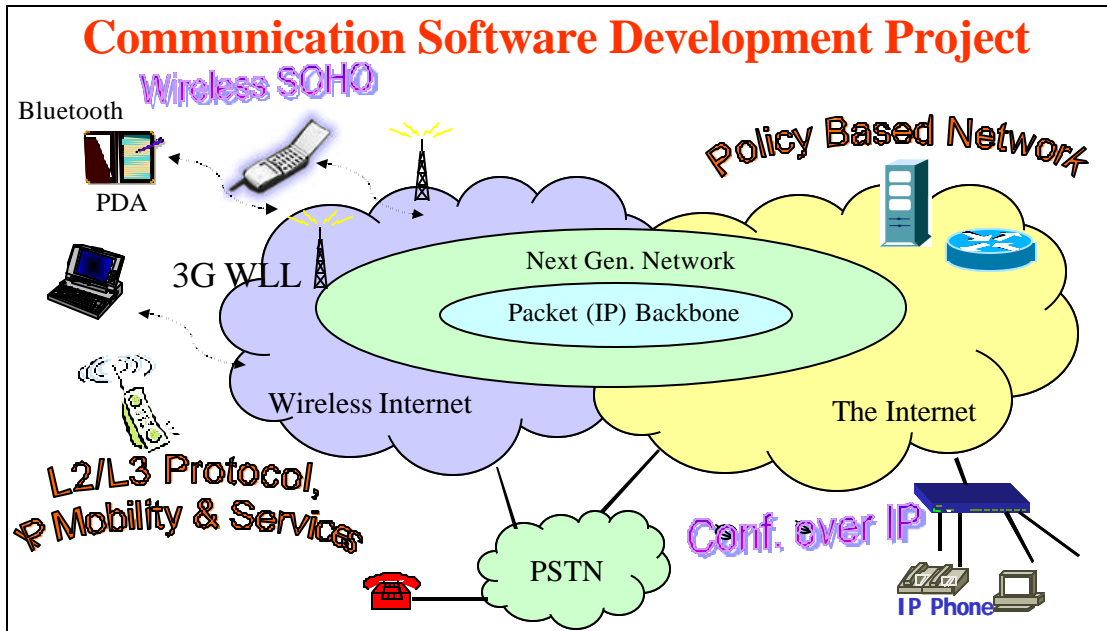 Communication Software Development Project
Wireless SOHO
Bluetooth
PDA
Policy Based Network
3G WLL
Next Gen. Network
Packet (IP) Backbone
Wireless Internet
The Internet
L2/L3 Protocol,
IP Mobility & Services
Conf. over IP
PSTN
IP Phone